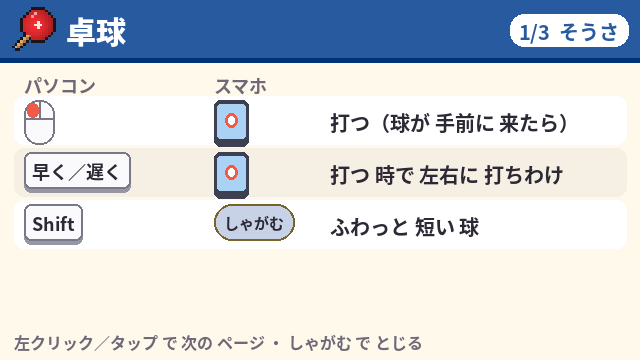 卓球
1/3 そうさ
パソコン スマホ
打つ（球が 手前に 来たら）
早く／遅く 打つ 時で 左右に 打ちわけ
Shift しゃがむ ふわっと 短い 球
左クリック／タップ で 次の ページ ・ しゃがむ で とじる